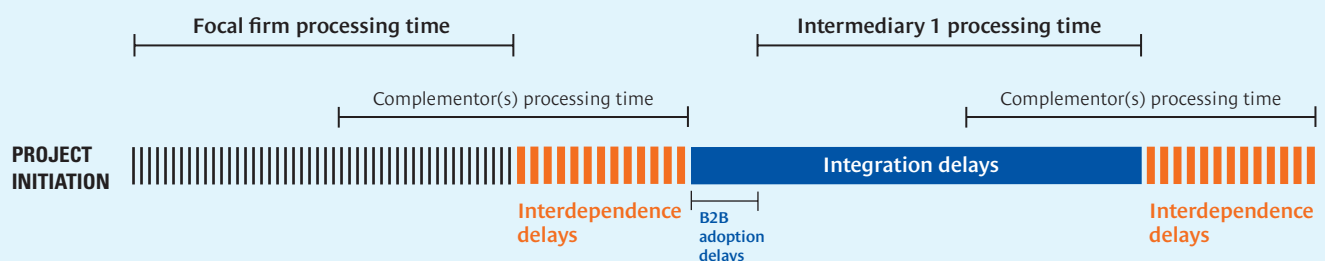 Focal firm processing time
Intermediary 1 processing time
Complementor(s) processing time
Complementor(s) processing time
PROJECT
INITIATION
Integration delays
Interdependence
delays
B2B
adoption
delays
Interdependence
delays